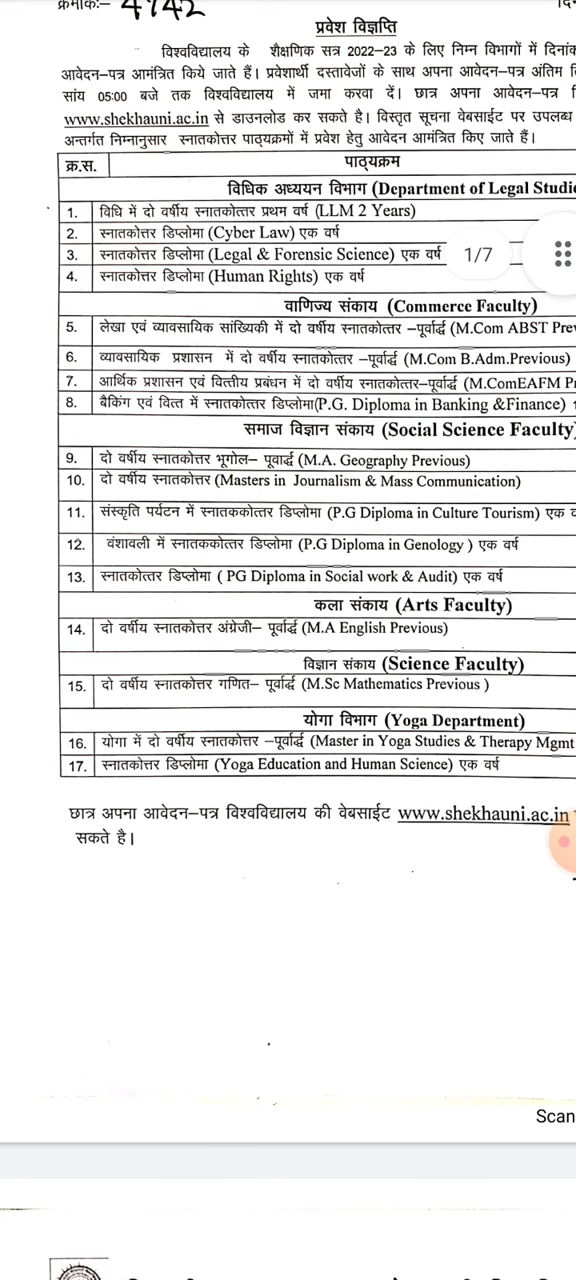 क्रमांकः– 4742
प्रवेश विज्ञप्ति
विश्वविद्यालय के शैक्षणिक सत्र 2022-23 के लिए निम्न विभागों में दिनांक
आवेदन–पत्र आमंत्रित किये जाते हैं। प्रवेशार्थी दस्तावेजों के साथ अपना आवेदन–पत्र अंतिम
सांय 05:00 बजे तक विश्वविद्यालय में जमा करवा दें। छात्र अपना आवेदन–पत्र
www.shekhauni.ac.in से डाउनलोड कर सकते है। विस्तृत सूचना वेबसाईट पर उपलब्ध
अन्तर्गत निम्नानुसार स्नातकोत्तर पाठ्यक्रमों में प्रवेश हेतु आवेदन आमंत्रित किए जाते हैं।
क्र.स. पाठ्यक्रम
विधिक अध्ययन विभाग (Department of Legal Studie
1. विधि में दो वर्षीय स्नातकोत्तर प्रथम वर्ष (LLM 2 Years)
2. स्नातकोत्तर डिप्लोमा (Cyber Law) एक वर्ष
3. स्नातकोत्तर डिप्लोमा (Legal & Forensic Science) एक वर्ष
1/7
4. स्नातकोत्तर डिप्लोमा (Human Rights) एक वर्ष
वाणिज्य संकाय (Commerce Faculty)
5. लेखा एवं व्यावसायिक सांख्यिकी में दो वर्षीय स्नातकोत्तर –पूर्वार्द्ध (M.Com ABST Prev
6. व्यावसायिक प्रशासन में दो वर्षीय स्नातकोत्तर –पूर्वार्द्ध (M.Com B.Adm.Previous)
7. आर्थिक प्रशासन एवं वित्तीय प्रबंधन में दो वर्षीय स्नातकोत्तर–पूर्वार्द्ध (M.ComEAFM Pr
8. बैकिंग एवं वित्त में स्नातकोत्तर डिप्लोमा(P.G. Diploma in Banking &Finance)
समाज विज्ञान संकाय (Social Science Faculty)
9. दो वर्षीय स्नातकोत्तर भूगोल– पूवार्द्ध (M.A. Geography Previous)
10. दो वर्षीय स्नातकोत्तर (Masters in Journalism & Mass Communication)
11. संस्कृति पर्यटन में स्नातककोत्तर डिप्लोमा (P.G Diploma in Culture Tourism) एक
12. वंशावली में स्नातककोत्तर डिप्लोमा (P.G Diploma in Genology ) एक वर्ष
13. स्नातकोत्तर डिप्लोमा ( PG Diploma in Social work & Audit) एक वर्ष
कला संकाय (Arts Faculty)
14. दो वर्षीय स्नातकोत्तर अंग्रेजी– पूर्वार्द्ध (M.A English Previous)
विज्ञान संकाय (Science Faculty)
15. दो वर्षीय स्नातकोत्तर गणित– पूर्वार्द्ध (M.Sc Mathematics Previous )
योगा विभाग (Yoga Department)
16. योगा में दो वर्षीय स्नातकोत्तर –पूर्वार्द्ध (Master in Yoga Studies & Therapy Mgmt
17. स्नातकोत्तर डिप्लोमा (Yoga Education and Human Science) एक वर्ष
छात्र अपना आवेदन–पत्र विश्वविद्यालय की वेबसाईट www.shekhauni.ac.in
सकते है।
Scan